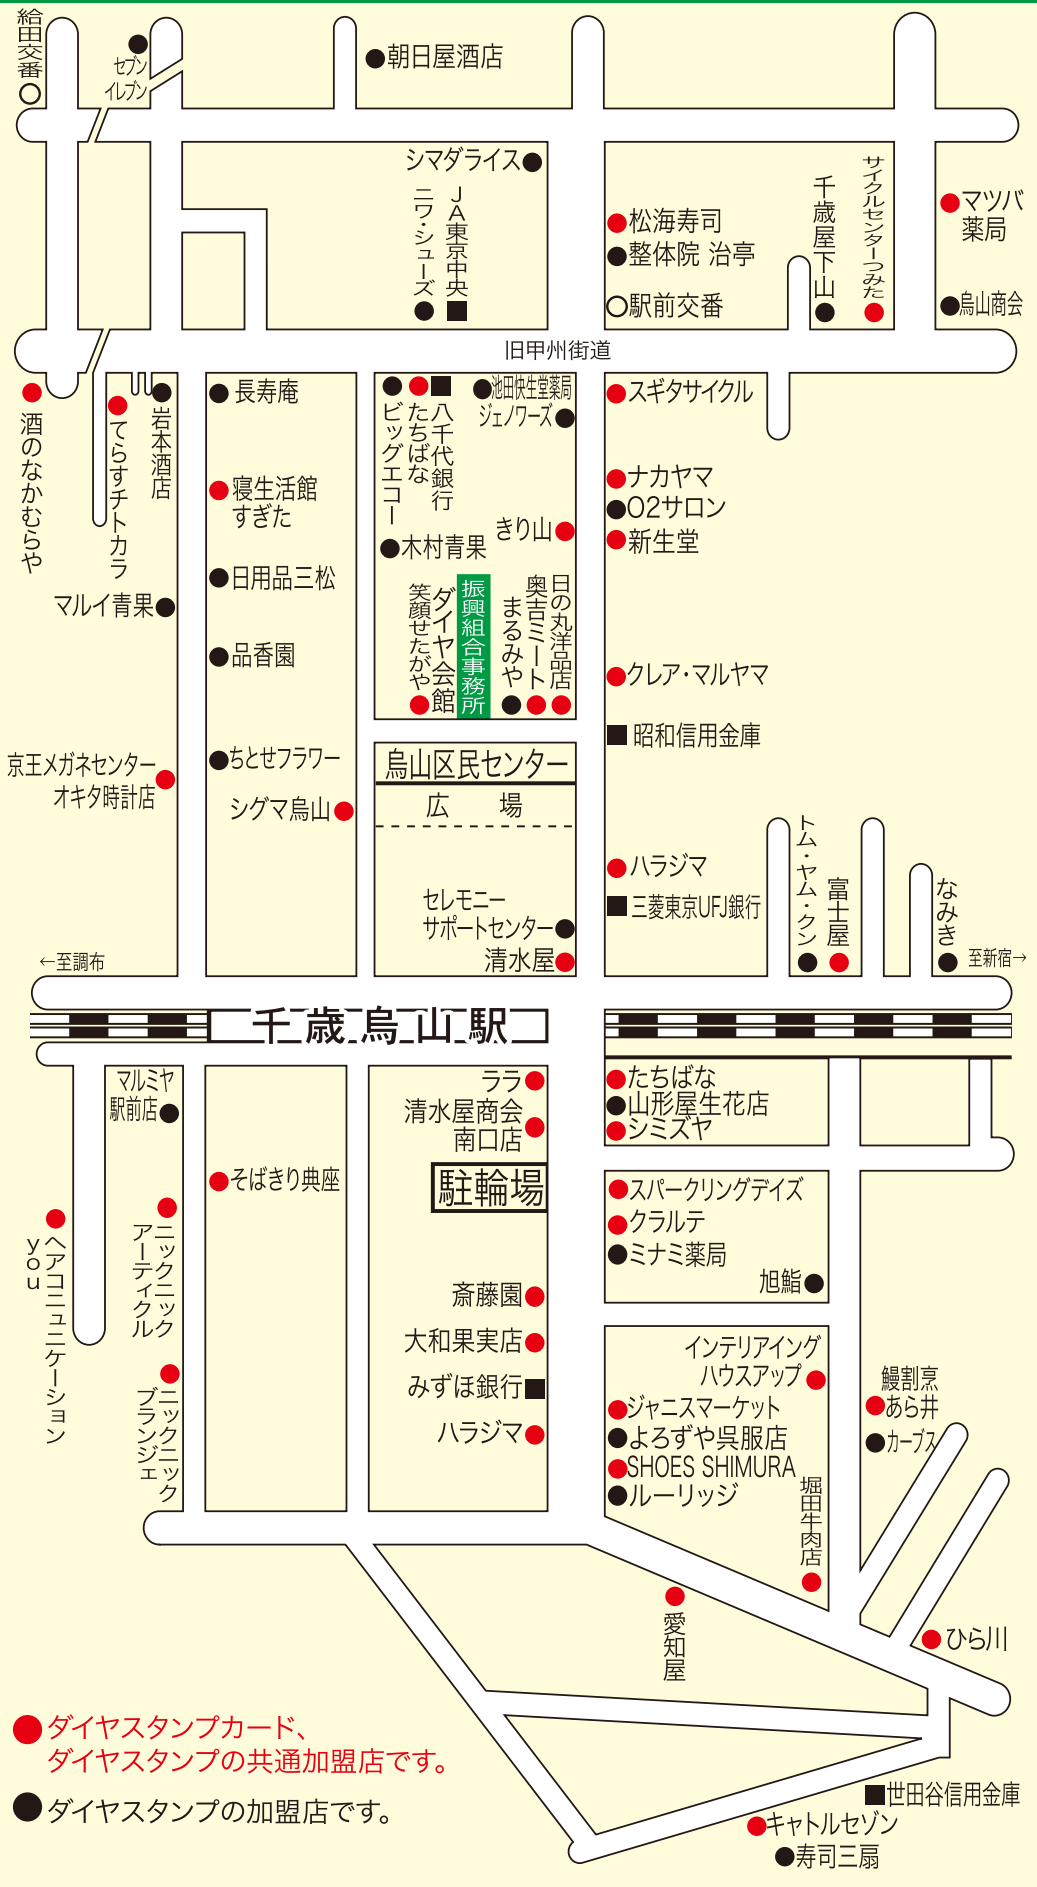 給田交番
セブン
イレブン
朝日屋酒店
シマダライス
ニワ・シューズ
JA東京中央
松海寿司
整体院 治亭
駅前交番
千歳屋下山
サイクルセンターつみた
マツバ
薬局
烏山商会
旧甲州街道
酒のなかむらや
てらすチトカラ
岩本酒店
長寿庵
寝生活館
すぎた
日用品三松
品香園
マルイ青果
ちとせフラワー
シグマ烏山
京王メガネセンター
オキタ時計店
ビッグエコー
たちばな
八千代銀行
池田快生堂薬局
ジェノワーズ
きり山
木村青果
笑顔せたがや
ダイヤ会館
振興組合事務所
まるみや
奥吉ミート
日の丸洋品店
スギタサイクル
ナカヤマ
O2サロン
新生堂
クレア・マルヤマ
昭和信用金庫
烏山区民センター
広 場
セレモニー
サポートセンター
清水屋
ハラジマ
三菱東京UFJ銀行
トム・ヤム・クン
富士屋
なみき
←至調布
至新宿→
千歳烏山駅
マルミヤ
駅前店
ララ
清水屋商会
南口店
駐輪場
そばきり典座
ヘアコニュニケーション
you
ニックニック
アーティクル
ニックニック
ブランジェ
斎藤園
大和果実店
みずほ銀行
ハラジマ
たちばな
山形屋生花店
シミズヤ
スパークリングデイズ
クラルテ
ミナミ薬局
旭鮨
インテリアイング
ハウスアップ
ジャニスマーケット
よろずや呉服店
SHOES SHIMURA
ルーリッジ
堀田牛肉店
鰻割烹
あら井
カーブス
愛知屋
ひら川
世田谷信用金庫
キャトルセゾン
寿司三扇
ダイヤスタンプカード、
ダイヤスタンプの共通加盟店です。
ダイヤスタンプの加盟店です。